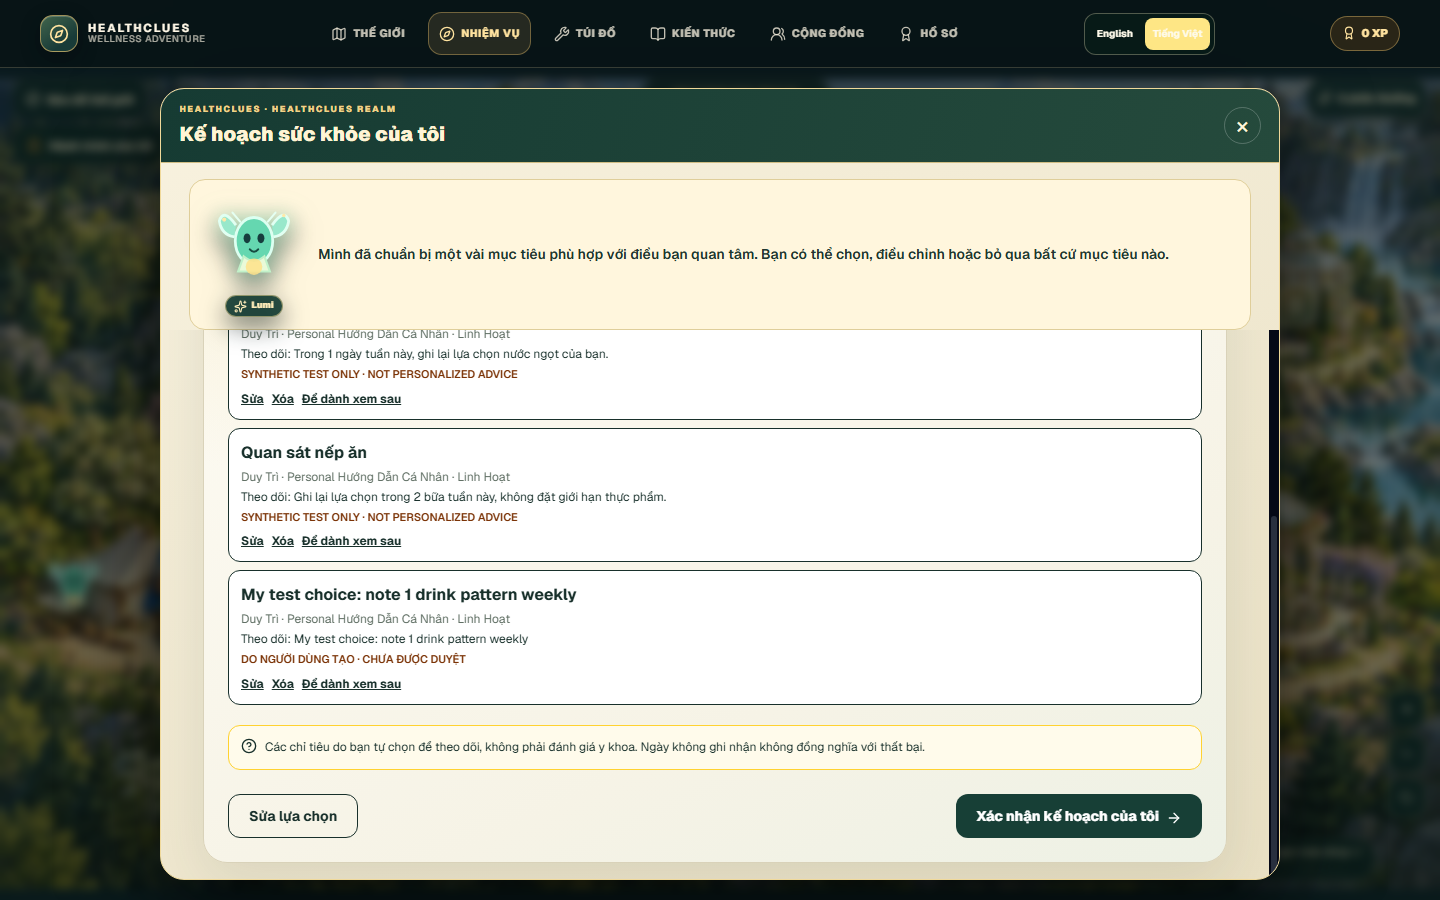 HEALTHCLUES
WELLNESS ADVENTURE
THẾ GIỚI
NHIỆM VỤ
TÚI ĐỒ
KIẾN THỨC
CỘNG ĐỒNG
HỒ SƠ
English
Tiếng Việt
0 XP
HEALTHCLUES · HEALTHCLUES REALM
Kế hoạch sức khỏe của tôi
Mình đã chuẩn bị một vài mục tiêu phù hợp với điều bạn quan tâm. Bạn có thể chọn, điều chỉnh hoặc bỏ qua bất cứ mục tiêu nào.
Lumi
Duy Trì · Personal Hướng Dẫn Cá Nhân · Linh Hoạt
Theo dõi: Trong 1 ngày tuần này, ghi lại lựa chọn nước ngọt của bạn.
SYNTHETIC TEST ONLY · NOT PERSONALIZED ADVICE
Sửa Xóa Để dành xem sau
Quan sát nếp ăn
Duy Trì · Personal Hướng Dẫn Cá Nhân · Linh Hoạt
Theo dõi: Ghi lại lựa chọn trong 2 bữa tuần này, không đặt giới hạn thực phẩm.
SYNTHETIC TEST ONLY · NOT PERSONALIZED ADVICE
Sửa Xóa Để dành xem sau
My test choice: note 1 drink pattern weekly
Duy Trì · Personal Hướng Dẫn Cá Nhân · Linh Hoạt
Theo dõi: My test choice: note 1 drink pattern weekly
DO NGƯỜI DÙNG TẠO · CHƯA ĐƯỢC DUYỆT
Sửa Xóa Để dành xem sau
Các chỉ tiêu do bạn tự chọn để theo dõi, không phải đánh giá y khoa. Ngày không ghi nhận không đồng nghĩa với thất bại.
Sửa lựa chọn
Xác nhận kế hoạch của tôi